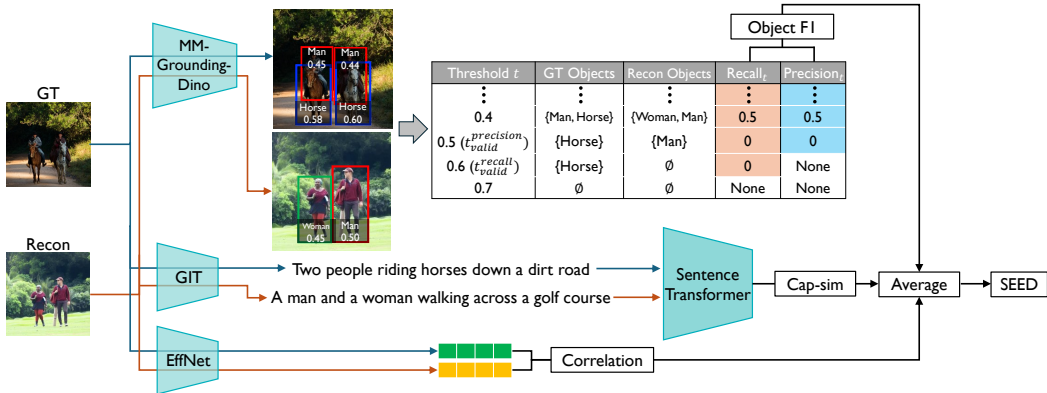 GT
Recon
MM-
Grounding-
Dino
Man
0.45
Man
0.44
Horse
0.58
Horse
0.60
Woman
0.45
Man
0.50
Object F1
Threshold t GT Objects Recon Objects Recall_t Precision_t
⋮ ⋮ ⋮ ⋮ ⋮
0.4 {Man, Horse} {Woman, Man} 0.5 0.5
0.5 (t_valid^precision) {Horse} {Man} 0 0
0.6 (t_valid^recall) {Horse} ∅ 0 None
0.7 ∅ ∅ None None
GIT
Two people riding horses down a dirt road
A man and a woman walking across a golf course
Sentence
Transformer
Cap-sim
Average
SEED
EffNet
Correlation